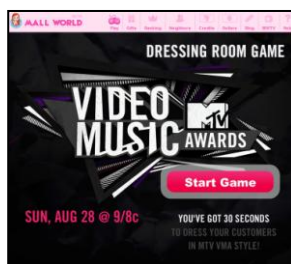 MALL WORLD
DRESSING ROOM GAME
VIDEO
MUSIC
MTV
AWARDS
Start Game
SUN, AUG 28 @ 9/8c
YOU'VE GOT 30 SECONDS
TO DRESS YOUR CUSTOMERS
IN MTV VMA STYLE!